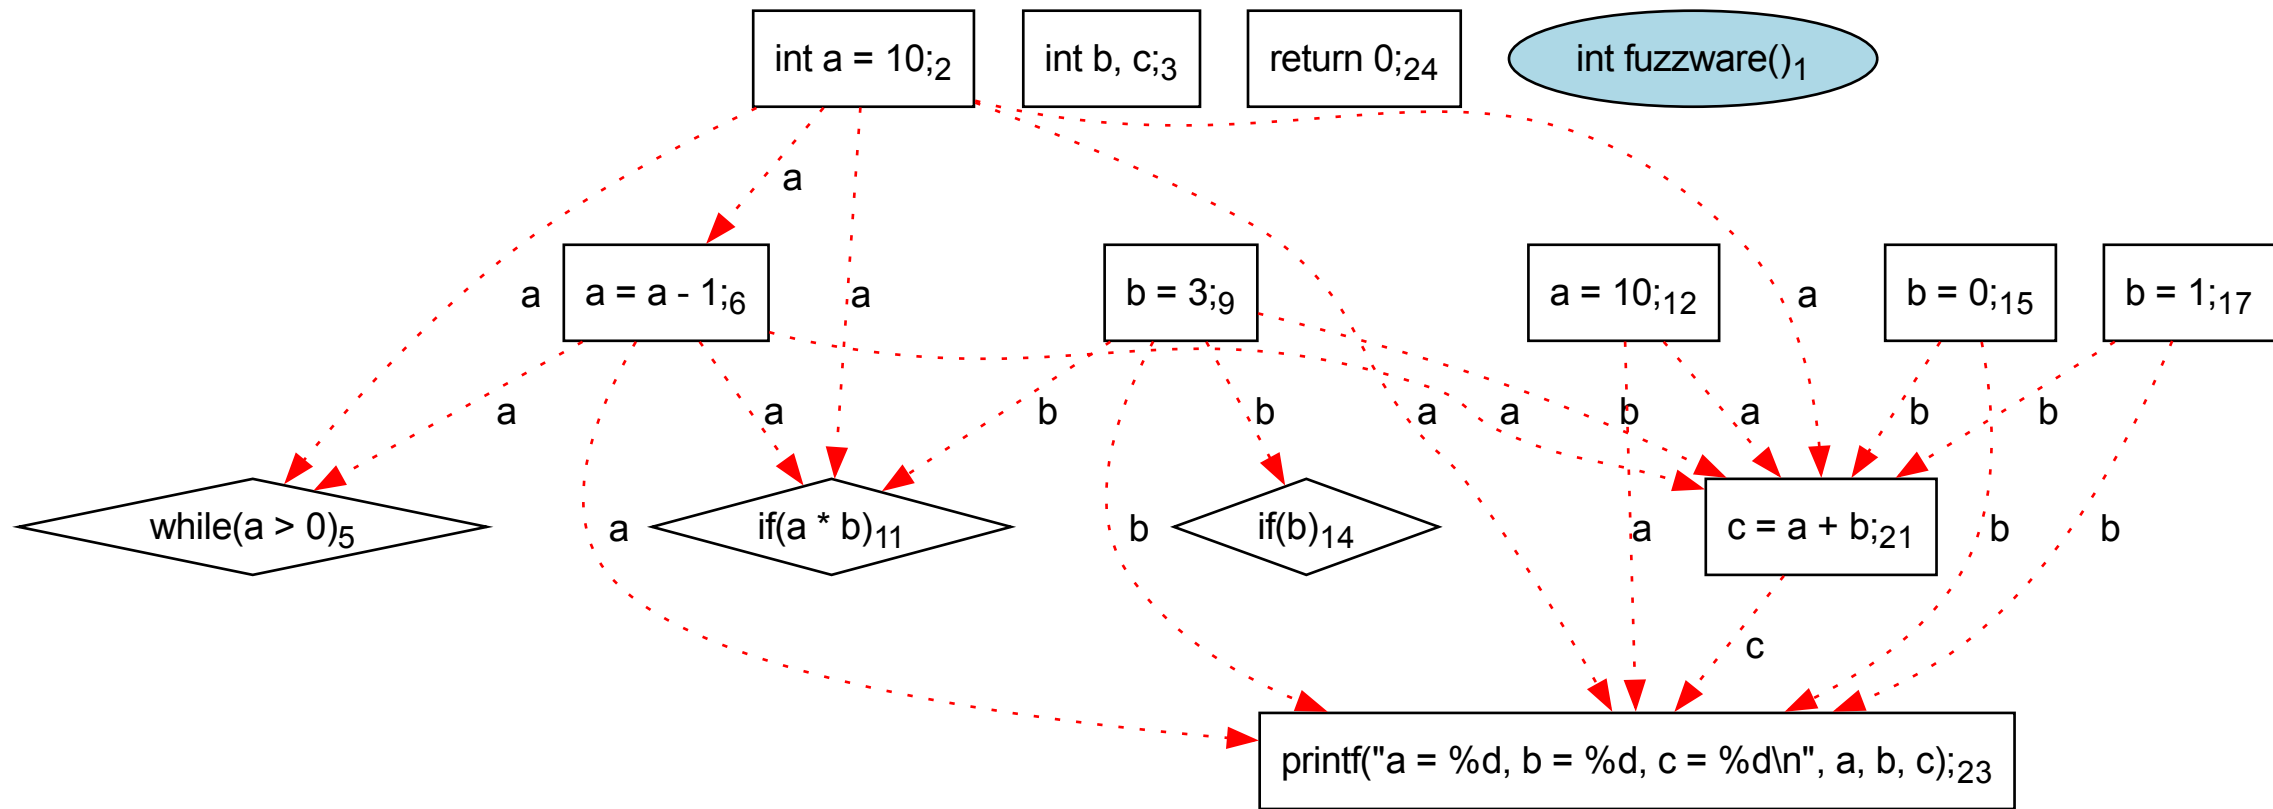 int a = 10;2
int b, c;3
return 0;24
int fuzzware()1
a
a
a = a - 1;6
a
b = 3;9
a = 10;12
a
b = 0;15
b = 1;17
a
a
b
b
a
a
b
a
b
b
while(a > 0)5
a
if(a * b)11
b
if(b)14
a
c = a + b;21
b
b
c
printf("a = %d, b = %d, c = %d\n", a, b, c);23